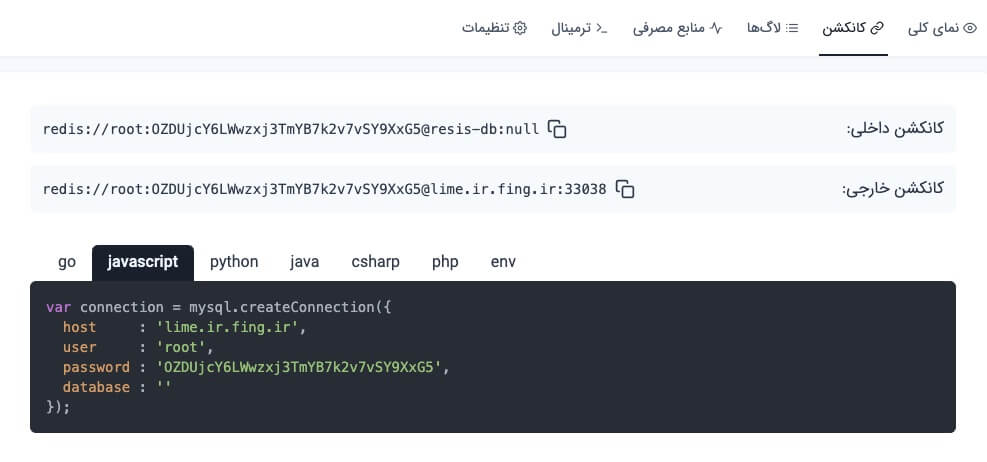 نمای کلی
کانکشن
لاگ‌ها
منابع مصرفی
ترمینال
تنظیمات
کانکشن داخلی:
redis://root:OZDUjcY6LWwzxj3TmYB7k2v7vSY9XxG5@resis-db:null
کانکشن خارجی:
redis://root:OZDUjcY6LWwzxj3TmYB7k2v7vSY9XxG5@lime.ir.fing.ir:33038
go javascript python java csharp php env
var connection = mysql.createConnection({
  host     : 'lime.ir.fing.ir',
  user     : 'root',
  password : 'OZDUjcY6LWwzxj3TmYB7k2v7vSY9XxG5',
  database : ''
});